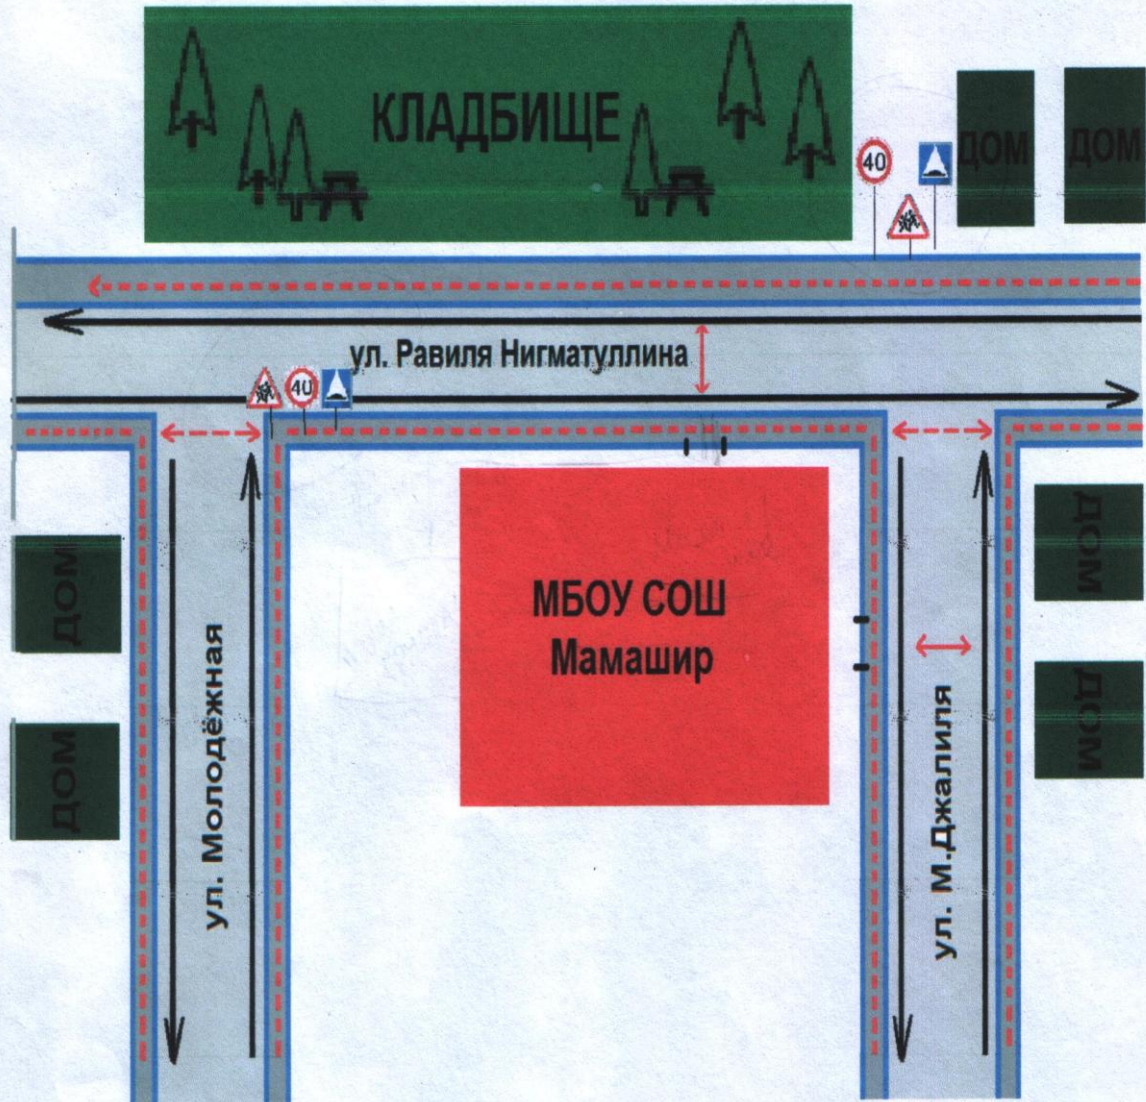 КЛАДБИЩЕ
40
ДОМ
ДОМ
ул. Равиля Нигматуллина
40
ДОМ
ДОМ
ул. Молодёжная
МБОУ СОШ
Мамашир
ул. М.Джалиля
ДОМ
ДОМ